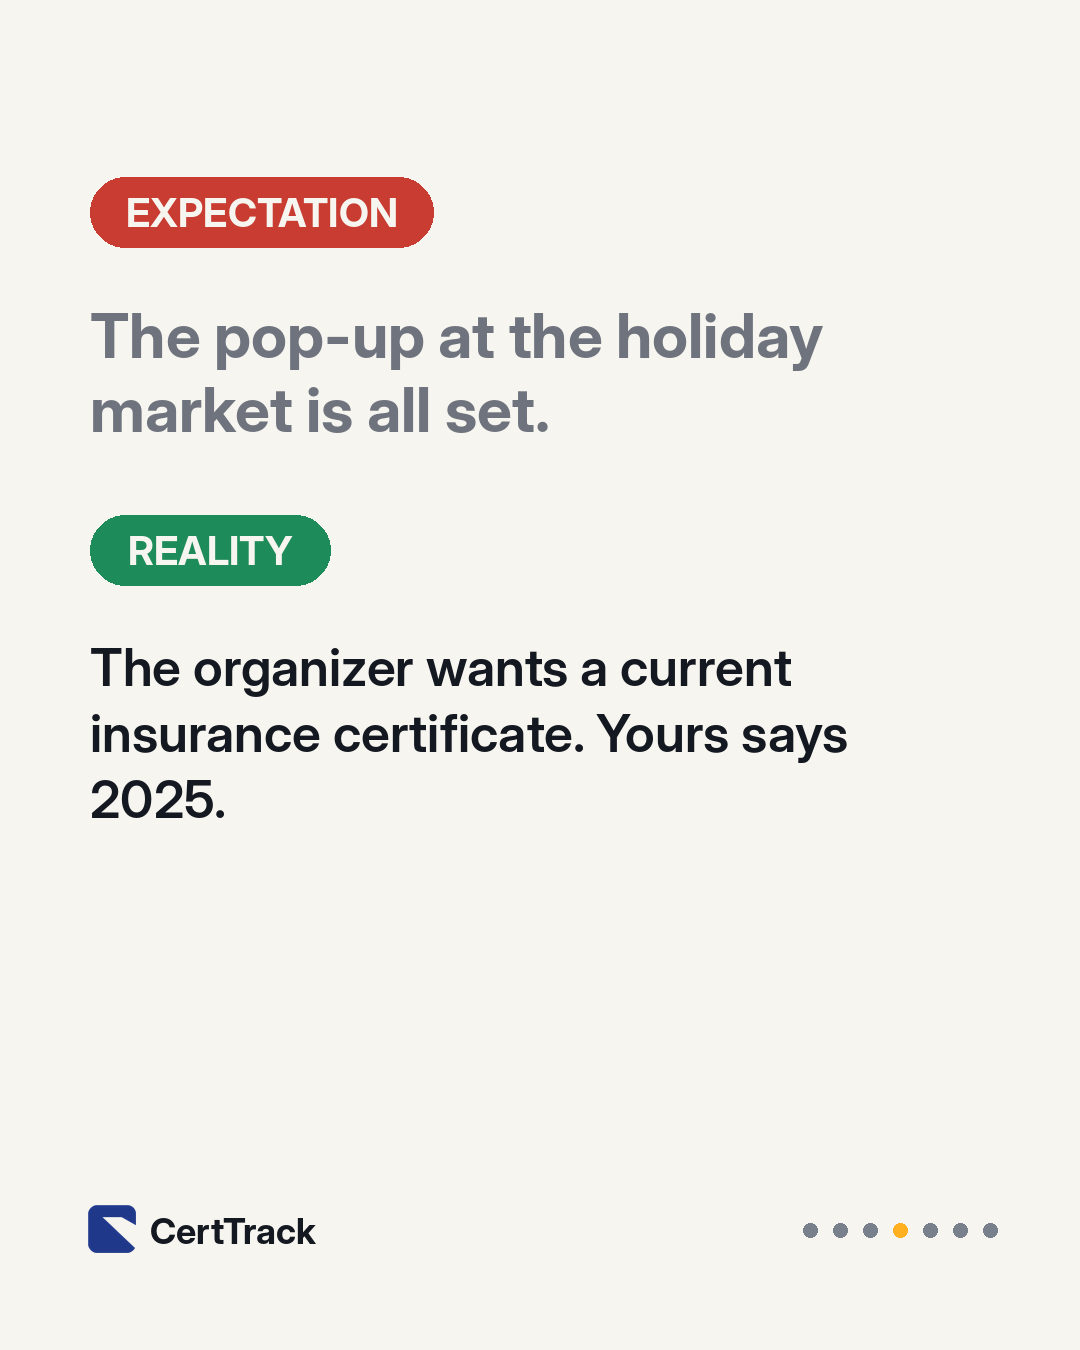 EXPECTATION
The pop-up at the holiday
market is all set.
REALITY
The organizer wants a current
insurance certificate. Yours says
2025.
CertTrack